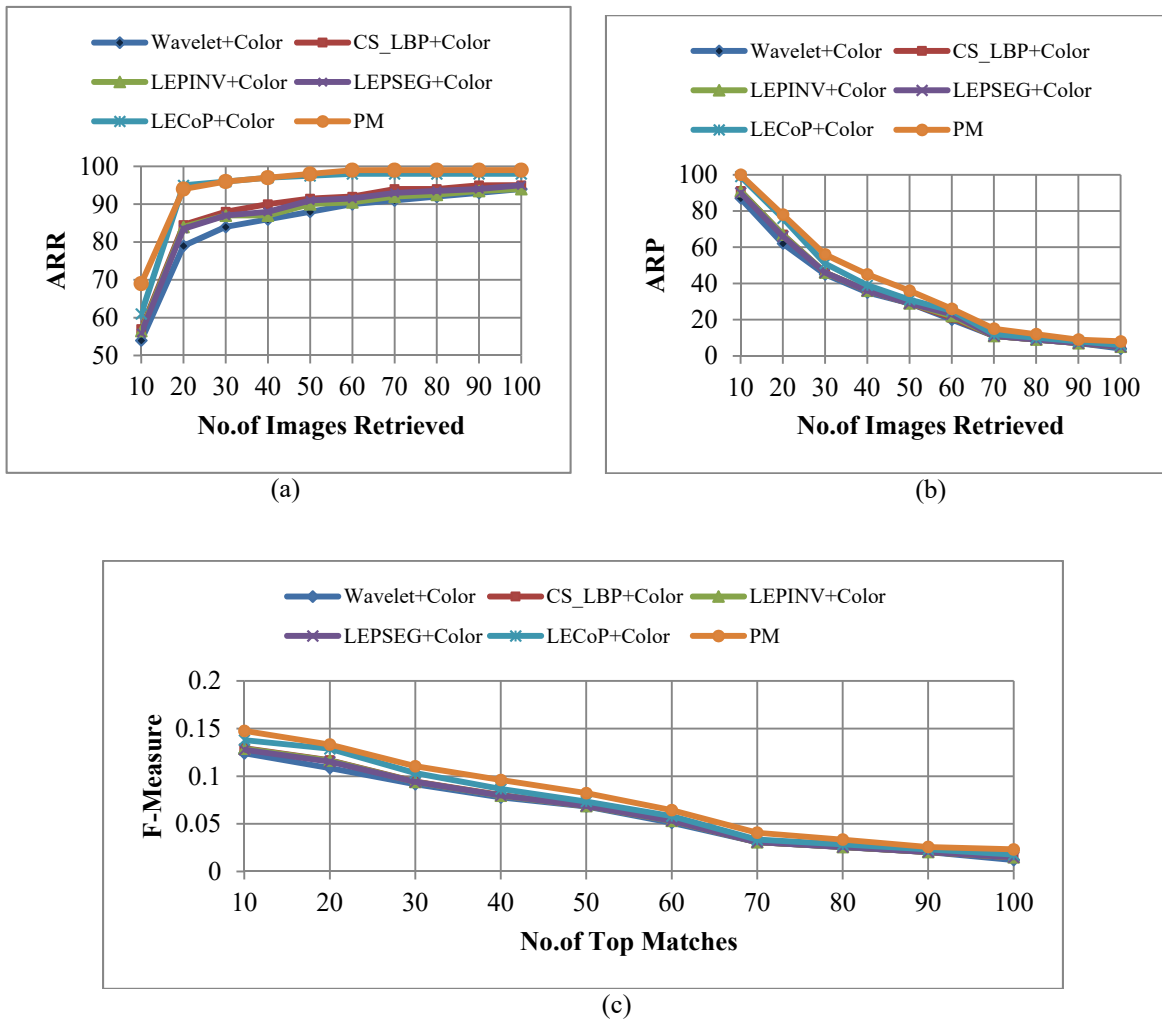 Wavelet+Color CS_LBP+Color
LEPINV+Color LEPSEG+Color
LECoP+Color PM
100
90
80
70
60
50
ARR
10 20 30 40 50 60 70 80 90 100
No.of Images Retrieved
(a)
Wavelet+Color CS_LBP+Color
LEPINV+Color LEPSEG+Color
LECoP+Color PM
100
80
60
40
20
0
ARP
10 20 30 40 50 60 70 80 90 100
No.of Images Retrieved
(b)
Wavelet+Color CS_LBP+Color LEPINV+Color
LEPSEG+Color LECoP+Color PM
0.2
0.15
0.1
0.05
0
F-Measure
10 20 30 40 50 60 70 80 90 100
No.of Top Matches
(c)